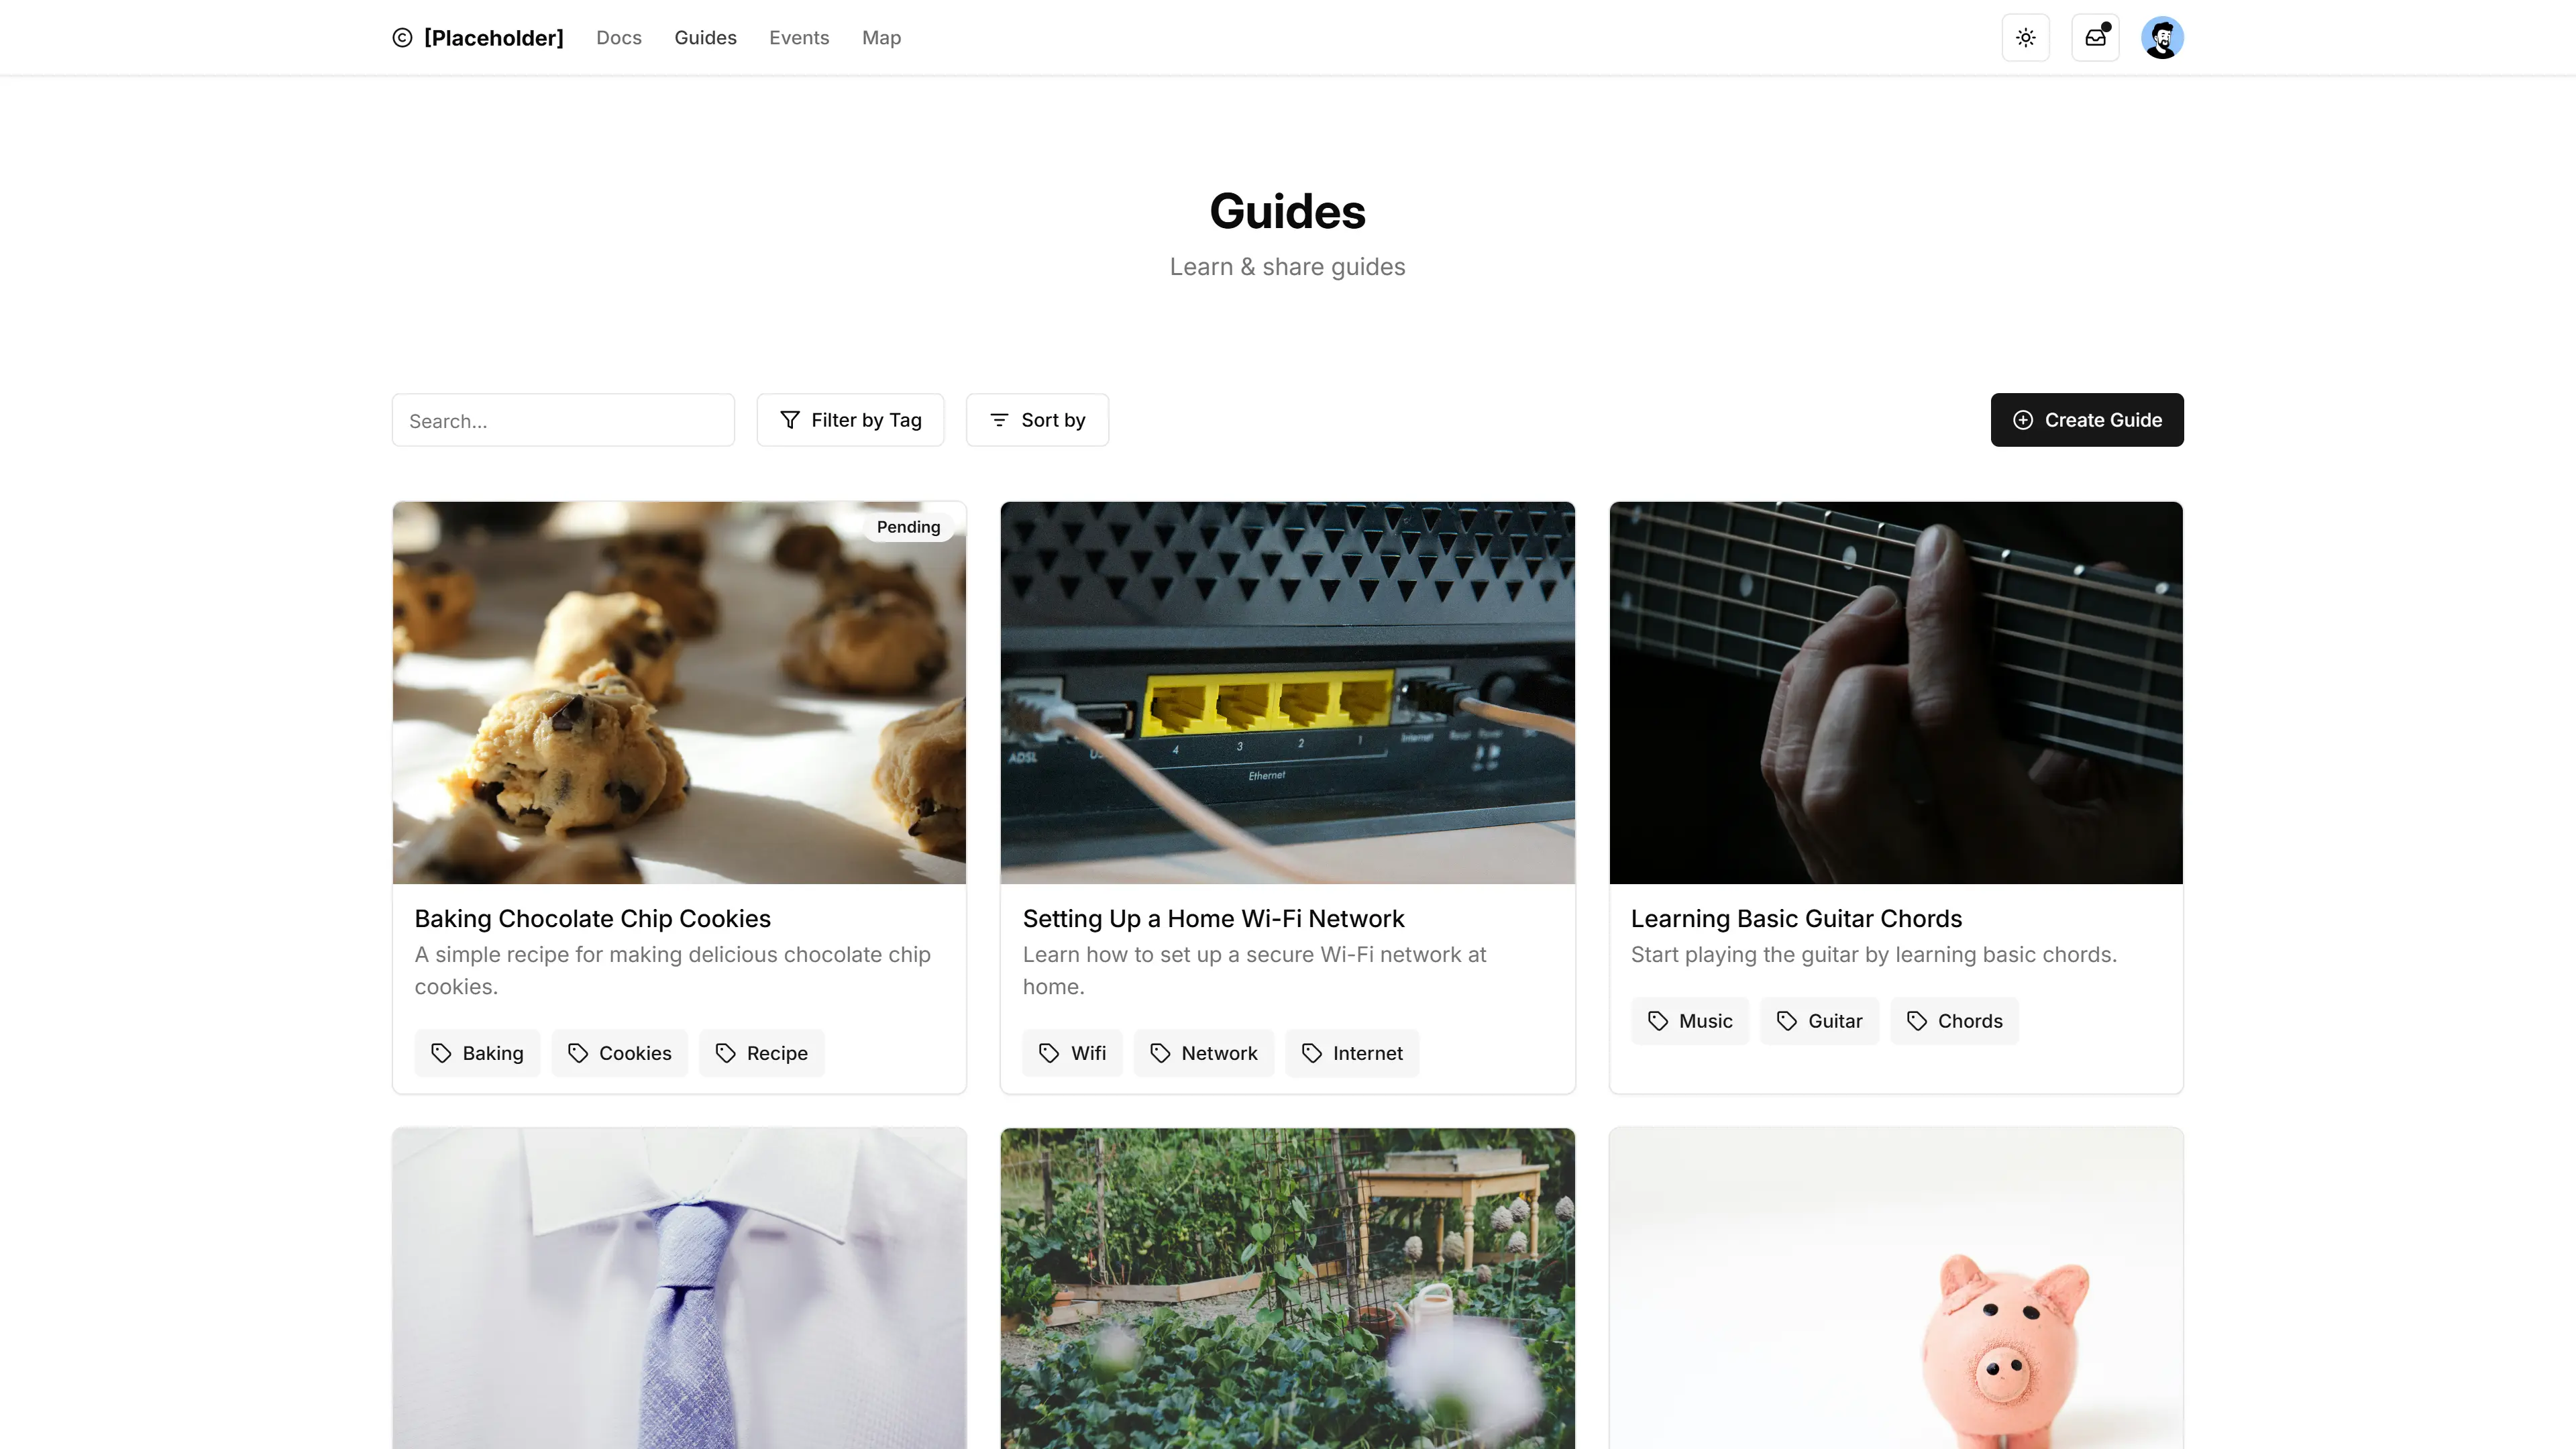 © [Placeholder] Docs Guides Events Map
Guides
Learn & share guides
Search...
Filter by Tag
Sort by
Create Guide
Pending
4 3 2 1
Internet
ADSL
Ethernet
Baking Chocolate Chip Cookies
A simple recipe for making delicious chocolate chip
cookies.
Baking Cookies Recipe
Setting Up a Home Wi-Fi Network
Learn how to set up a secure Wi-Fi network at
home.
Wifi Network Internet
Learning Basic Guitar Chords
Start playing the guitar by learning basic chords.
Music Guitar Chords